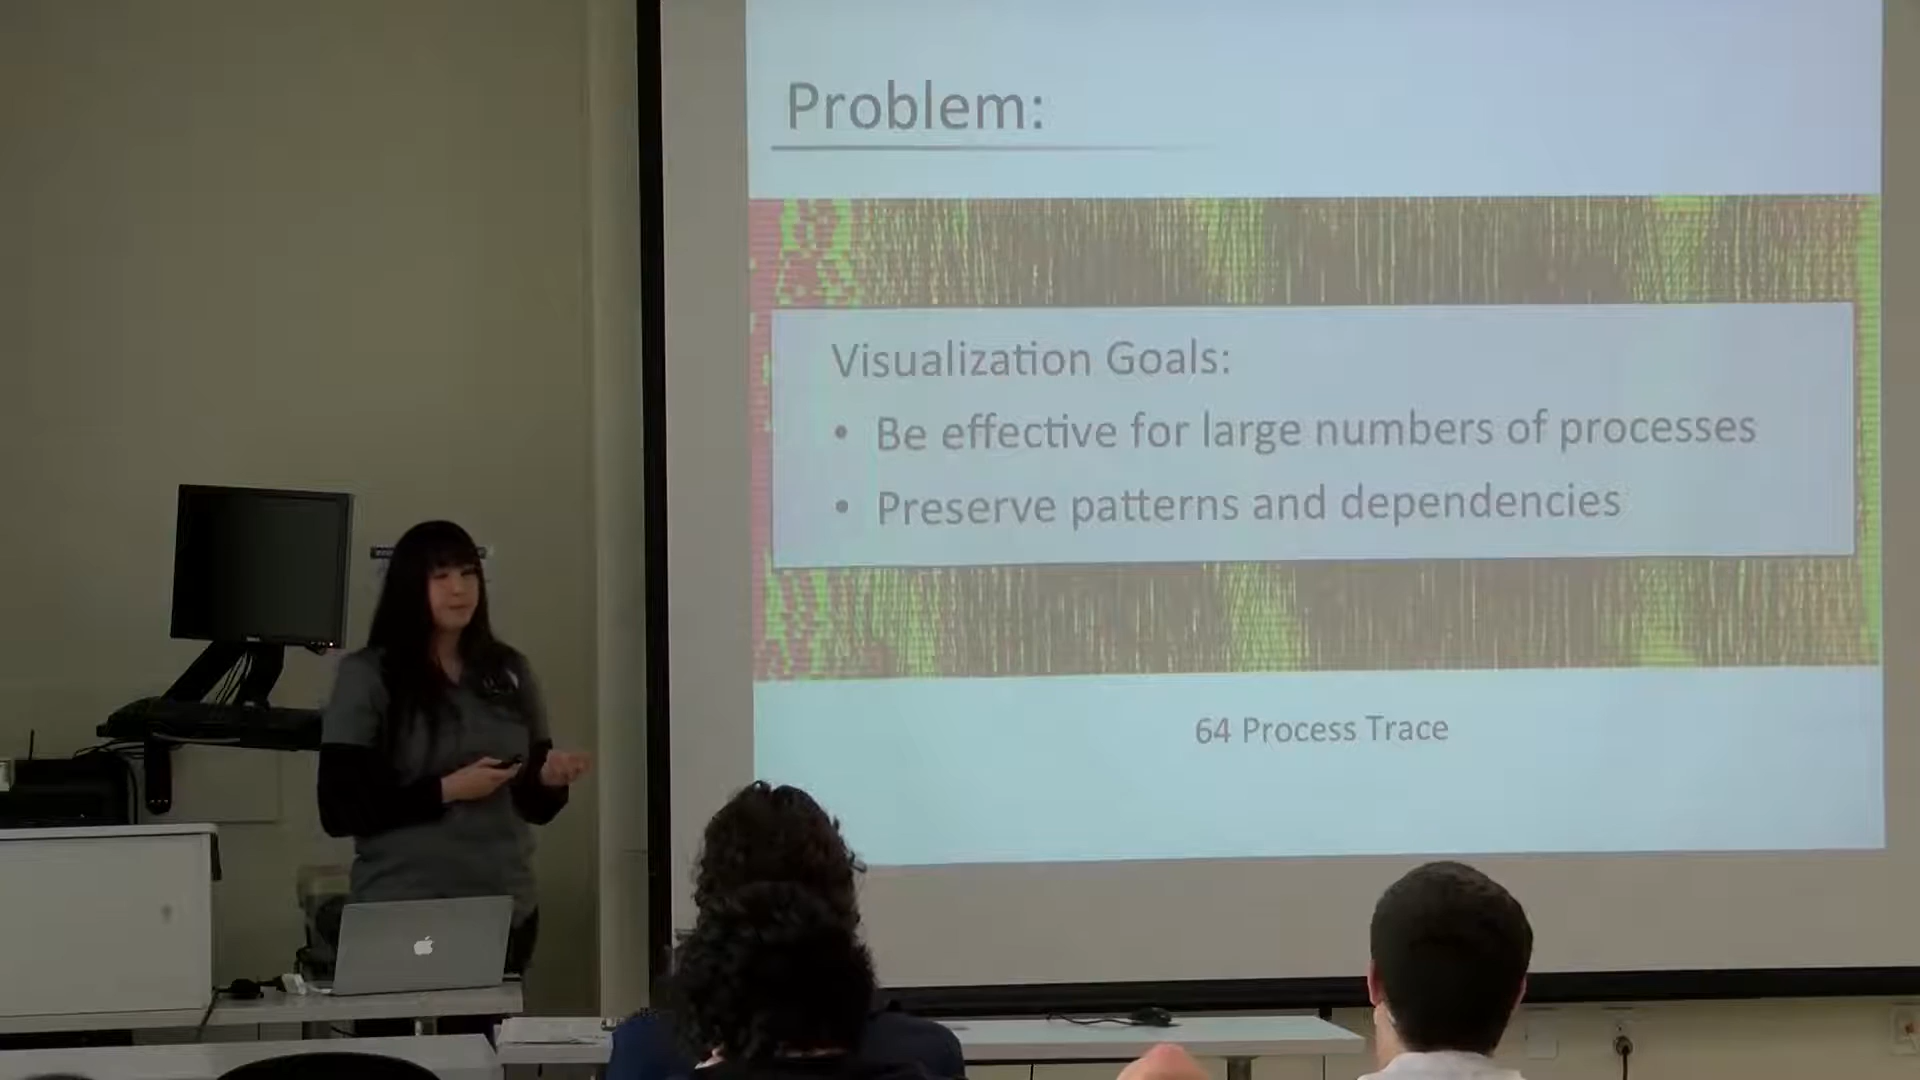 Problem:
Visualization Goals:
• Be effective for large numbers of processes
• Preserve patterns and dependencies
64 Process Trace